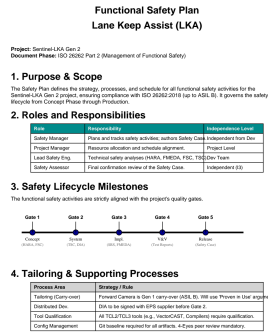 Functional Safety Plan
Lane Keep Assist (LKA)
Project: Sentinel-LKA Gen 2
Document Phase: ISO 26262 Part 2 (Management of Functional Safety)
1. Purpose & Scope
The Safety Plan defines the strategy, processes, and schedule for all functional safety activities for the
Sentinel-LKA Gen 2 project, ensuring compliance with ISO 26262:2018 (up to ASIL B). It governs the safety
lifecycle from Concept Phase through Production.
2. Roles and Responsibilities
Role Responsibility Independence Level
Safety Manager Plans and tracks safety activities; authors Safety Case. Independent from Dev
Project Manager Resource allocation and schedule alignment. Project Level
Lead Safety Eng. Technical safety analyses (HARA, FMEDA, FSC, TSC) Dev Team
Safety Assessor Final confirmation review of the Safety Case. Independent (I3)
3. Safety Lifecycle Milestones
The functional safety activities are strictly aligned with the project's quality gates.
Gate 1 Gate 2 Gate 3 Gate 4 Gate 5
Concept System Impl. V&V Release
(HARA, FSC) (TSC, DIA) (Tool Reports) (Safety Case)
4. Tailoring & Supporting Processes
Process Area Strategy / Rule
Tailoring (Carry-over) Forward Camera is Gen 1 carry-over (ASIL B). Will use 'Proven in Use' argume
Distributed Dev. DIA to be signed with EPS supplier before Gate 2.
Tool Qualification All TCL2/TCL3 tools (e.g., VectorCAST, Compilers) require qualification.
Config Management Git baseline required for all artifacts. 4-Eyes peer review mandatory.